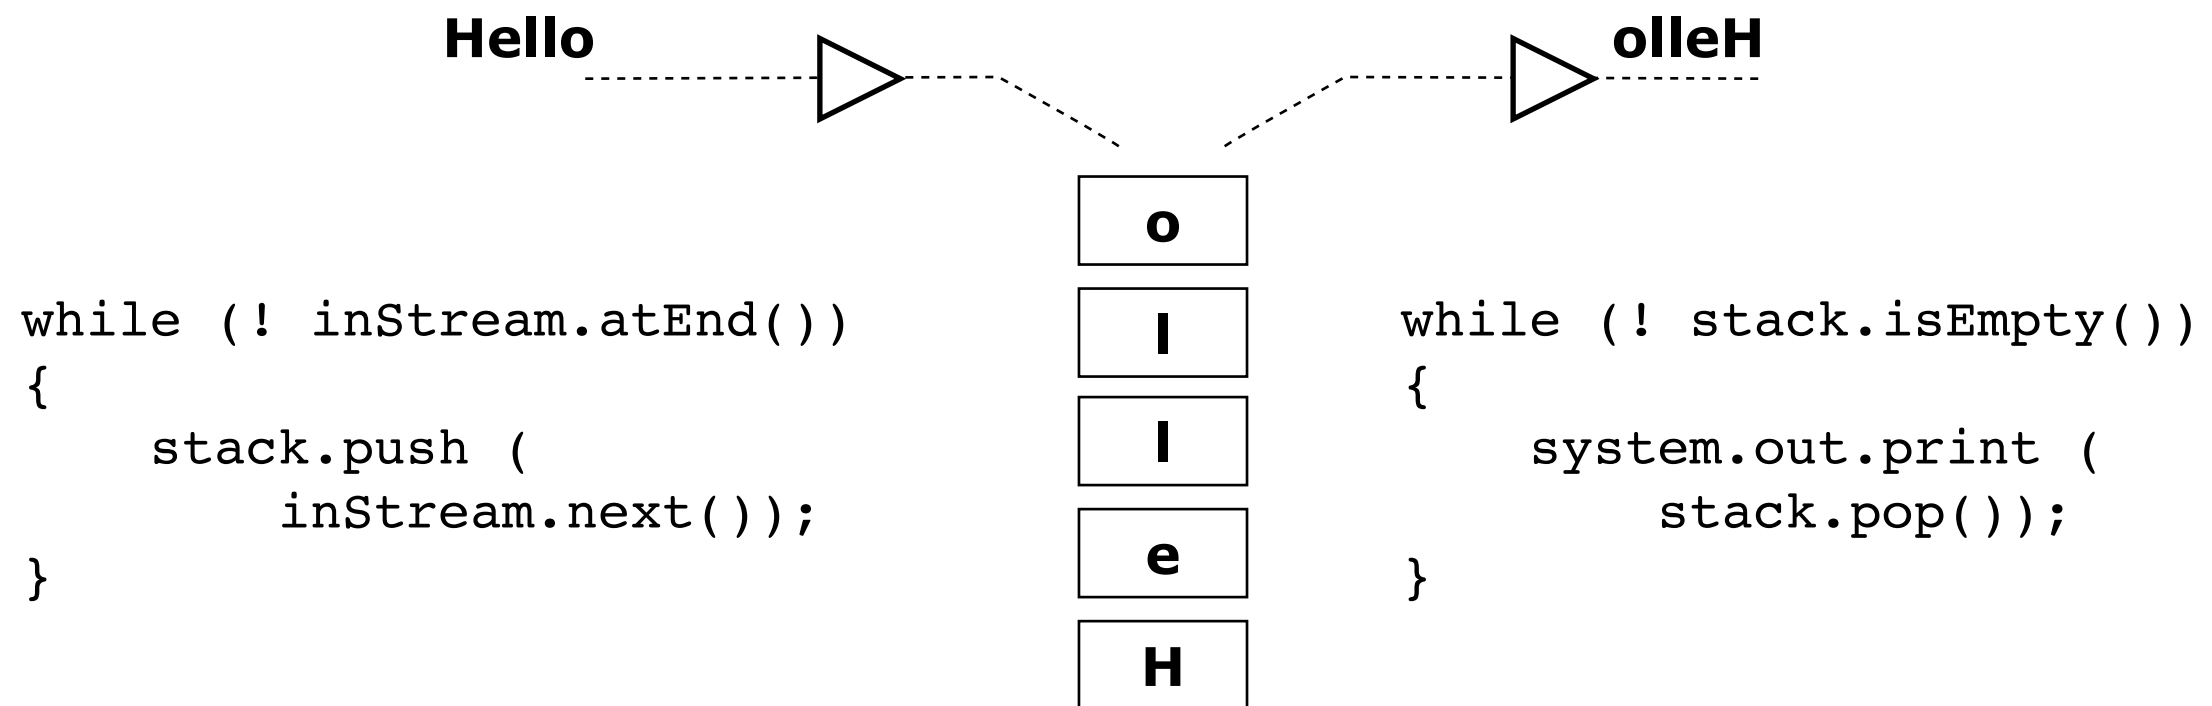 Hello
olleH
while (! inStream.atEnd())
{
    stack.push (
        inStream.next());
}
o
l
l
e
H
while (! stack.isEmpty())
{
    system.out.print (
        stack.pop());
}